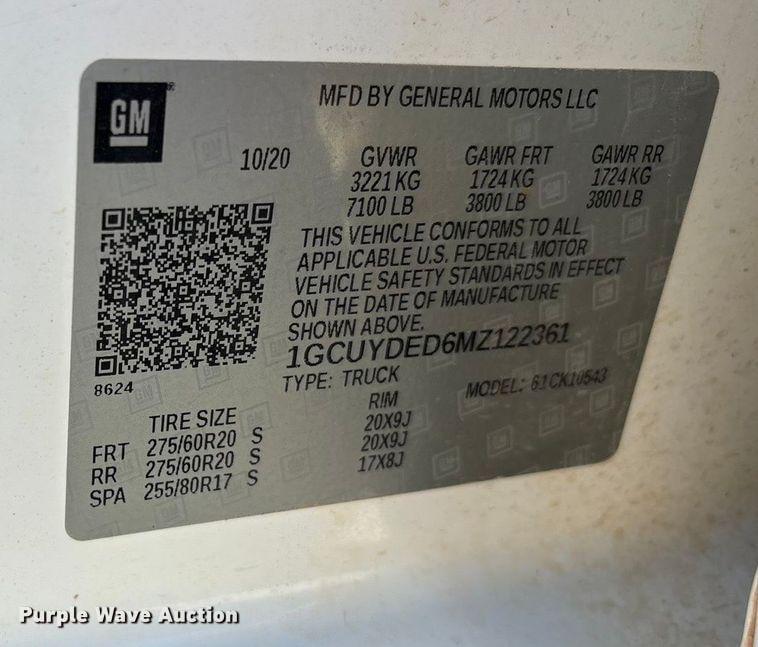 GM
MFD BY GENERAL MOTORS LLC
10/20 GVWR GAWR FRT GAWR RR
3221 KG 1724 KG 1724 KG
7100 LB 3800 LB 3800 LB
THIS VEHICLE CONFORMS TO ALL
APPLICABLE U.S. FEDERAL MOTOR
VEHICLE SAFETY STANDARDS IN EFFECT
ON THE DATE OF MANUFACTURE
SHOWN ABOVE.
1GCUYDED6MZ122361
8624
TYPE: TRUCK MODEL: 61CK10543
TIRE SIZE RIM
FRT 275/60R20 S 20X9J
RR 275/60R20 S 20X9J
SPA 255/80R17 S 17X8J
Purple Wave Auction